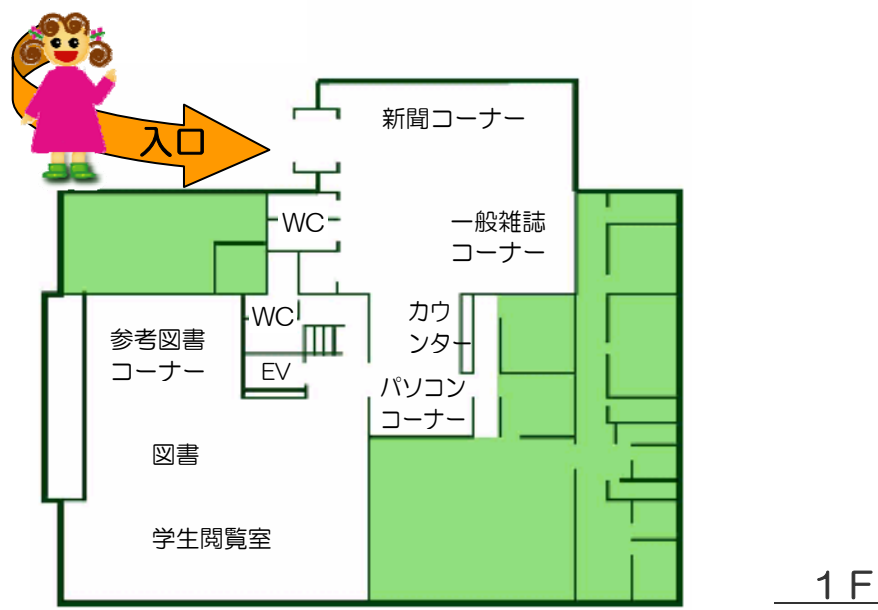 入口
新聞コーナー
WC
一般雑誌
コーナー
WC
カウ
ンター
参考図書
コーナー
EV
パソコン
コーナー
図書
学生閲覧室
１Ｆ